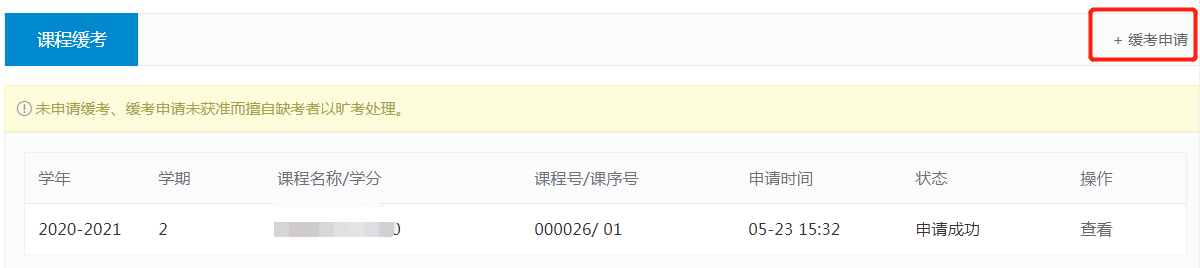 课程缓考
+ 缓考申请
未申请缓考、缓考申请未获准而擅自缺考者以旷考处理。
学年 学期 课程名称/学分 课程号/课序号 申请时间 状态 操作
2020-2021 2 0 000026/ 01 05-23 15:32 申请成功 查看